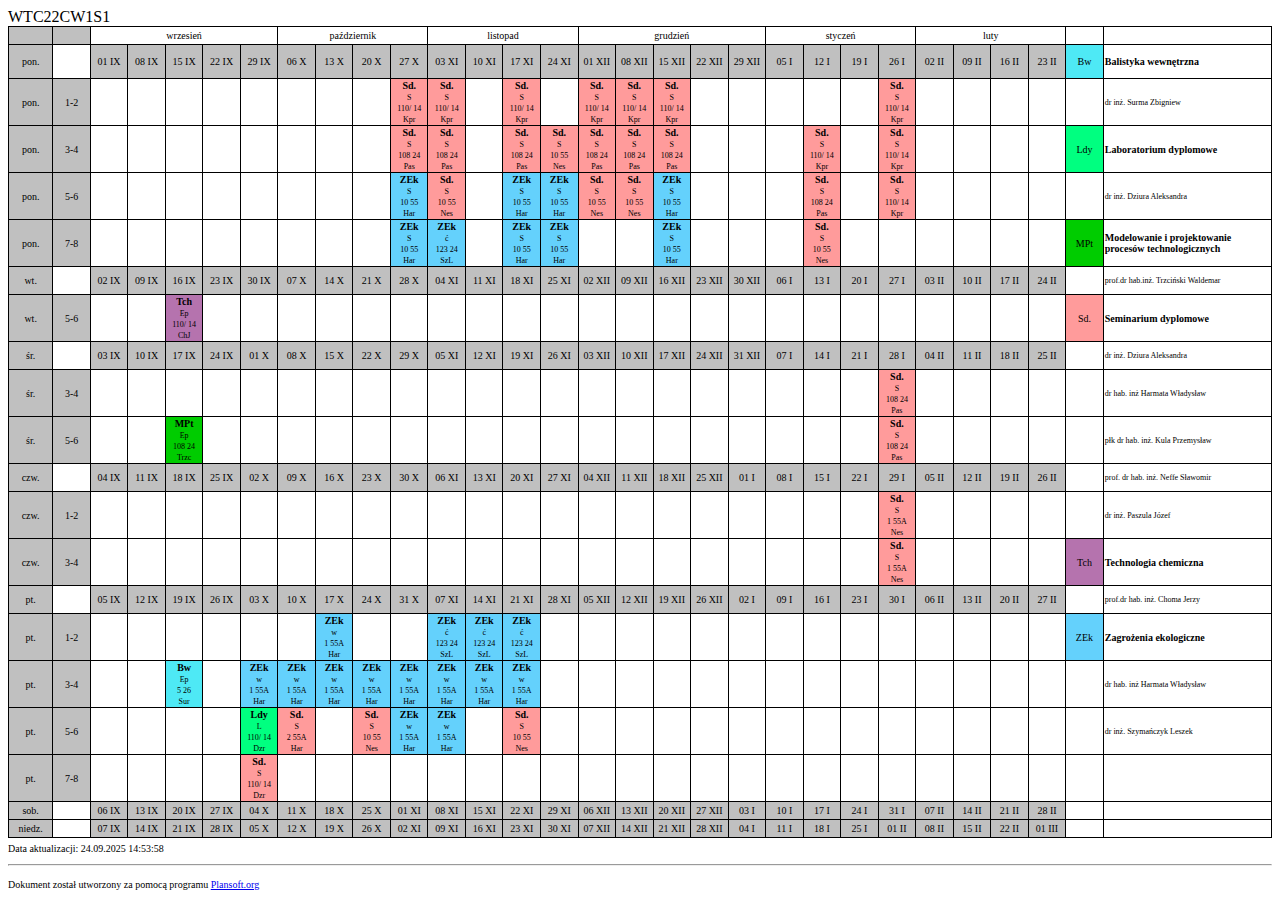 WTC22CW1S1
wrzesień październik listopad grudzień styczeń luty
pon. 01 IX 08 IX 15 IX 22 IX 29 IX 06 X 13 X 20 X 27 X 03 XI 10 XI 17 XI 24 XI 01 XII 08 XII 15 XII 22 XII 29 XII 05 I 12 I 19 I 26 I 02 II 09 II 16 II 23 II Bw Balistyka wewnętrzna
pon. 1-2 dr inż. Surma Zbigniew
Sd. Sd. Sd. Sd. Sd. Sd. Sd.
S S S S S S S
110/ 14 110/ 14 110/ 14 110/ 14 110/ 14 110/ 14 110/ 14
Kpr Kpr Kpr Kpr Kpr Kpr Kpr
pon. 3-4 Ldy Laboratorium dyplomowe
Sd. Sd. Sd. Sd. Sd. Sd. Sd. Sd. Sd.
S S S S S S S S S
108 24 108 24 108 24 10 55 108 24 108 24 108 24 110/ 14 110/ 14
Pas Pas Pas Nes Pas Pas Pas Kpr Kpr
pon. 5-6 dr inż. Dziura Aleksandra
ZEk Sd. ZEk ZEk Sd. Sd. ZEk Sd. Sd.
S S S S S S S S S
10 55 10 55 10 55 10 55 10 55 10 55 10 55 108 24 110/ 14
Har Nes Har Har Nes Nes Har Pas Kpr
pon. 7-8 MPt Modelowanie i projektowanie
procesów technologicznych
ZEk ZEk ZEk ZEk ZEk Sd.
S ć S S S S
10 55 123 24 10 55 10 55 10 55 10 55
Har SzL Har Har Har Nes
wt. 02 IX 09 IX 16 IX 23 IX 30 IX 07 X 14 X 21 X 28 X 04 XI 11 XI 18 XI 25 XI 02 XII 09 XII 16 XII 23 XII 30 XII 06 I 13 I 20 I 27 I 03 II 10 II 17 II 24 II prof.dr hab.inż. Trzciński Waldemar
wt. 5-6 Sd. Seminarium dyplomowe
Tch
Ep
110/ 14
ChJ
śr. 03 IX 10 IX 17 IX 24 IX 01 X 08 X 15 X 22 X 29 X 05 XI 12 XI 19 XI 26 XI 03 XII 10 XII 17 XII 24 XII 31 XII 07 I 14 I 21 I 28 I 04 II 11 II 18 II 25 II dr inż. Dziura Aleksandra
śr. 3-4 dr hab. inż Harmata Władysław
Sd.
S
108 24
Pas
śr. 5-6 płk dr hab. inż. Kula Przemysław
MPt Sd.
Ep S
108 24 108 24
Trzc Pas
czw. 04 IX 11 IX 18 IX 25 IX 02 X 09 X 16 X 23 X 30 X 06 XI 13 XI 20 XI 27 XI 04 XII 11 XII 18 XII 25 XII 01 I 08 I 15 I 22 I 29 I 05 II 12 II 19 II 26 II prof. dr hab. inż. Neffe Sławomir
czw. 1-2 dr inż. Paszula Józef
Sd.
S
1 55A
Nes
czw. 3-4 Tch Technologia chemiczna
Sd.
S
1 55A
Nes
pt. 05 IX 12 IX 19 IX 26 IX 03 X 10 X 17 X 24 X 31 X 07 XI 14 XI 21 XI 28 XI 05 XII 12 XII 19 XII 26 XII 02 I 09 I 16 I 23 I 30 I 06 II 13 II 20 II 27 II prof.dr hab. inż. Choma Jerzy
pt. 1-2 ZEk Zagrożenia ekologiczne
ZEk ZEk ZEk ZEk
w ć ć ć
1 55A 123 24 123 24 123 24
Har SzL SzL SzL
pt. 3-4 dr hab. inż Harmata Władysław
Bw ZEk ZEk ZEk ZEk ZEk ZEk ZEk ZEk
Ep w w w w w w w w
5 26 1 55A 1 55A 1 55A 1 55A 1 55A 1 55A 1 55A 1 55A
Sur Har Har Har Har Har Har Har Har
pt. 5-6 dr inż. Szymańczyk Leszek
Ldy Sd. Sd. ZEk ZEk Sd.
L S S w w S
110/ 14 2 55A 10 55 1 55A 1 55A 10 55
Dzr Har Nes Har Har Nes
pt. 7-8
Sd.
S
110/ 14
Dzr
sob. 06 IX 13 IX 20 IX 27 IX 04 X 11 X 18 X 25 X 01 XI 08 XI 15 XI 22 XI 29 XI 06 XII 13 XII 20 XII 27 XII 03 I 10 I 17 I 24 I 31 I 07 II 14 II 21 II 28 II
niedz. 07 IX 14 IX 21 IX 28 IX 05 X 12 X 19 X 26 X 02 XI 09 XI 16 XI 23 XI 30 XI 07 XII 14 XII 21 XII 28 XII 04 I 11 I 18 I 25 I 01 II 08 II 15 II 22 II 01 III
Data aktualizacji: 24.09.2025 14:53:58
Dokument został utworzony za pomocą programu Plansoft.org